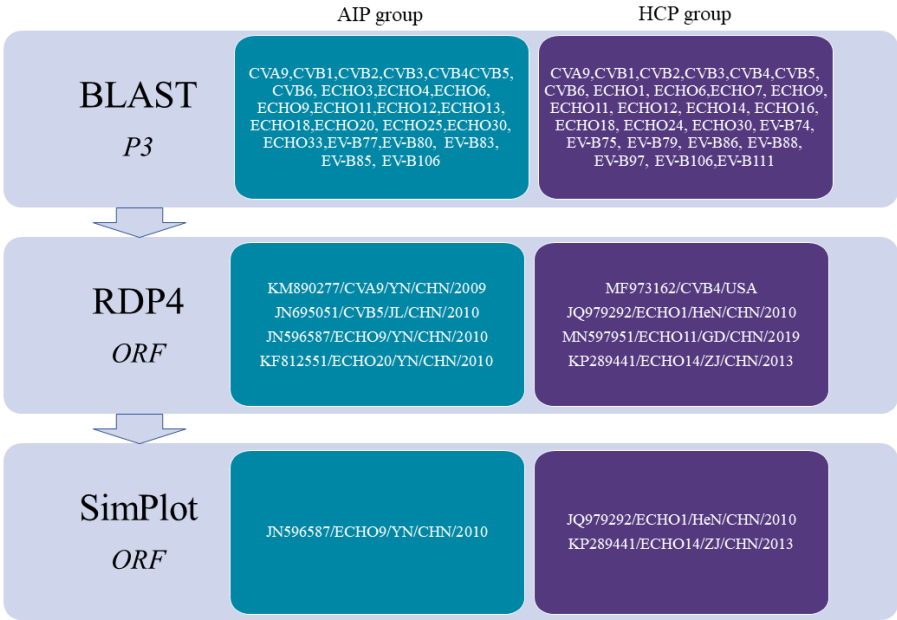 AIP group
HCP group
BLAST
P3
CVA9,CVB1,CVB2,CVB3,CVB4CVB5,
CVB6, ECHO3,ECHO4,ECHO6,
ECHO9,ECHO11,ECHO12,ECHO13,
ECHO18,ECHO20, ECHO25,ECHO30,
ECHO33,EV-B77,EV-B80, EV-B83,
EV-B85, EV-B106
CVA9,CVB1,CVB2,CVB3,CVB4,CVB5,
CVB6, ECHO1, ECHO6,ECHO7, ECHO9,
ECHO11, ECHO12, ECHO14, ECHO16,
ECHO18, ECHO24, ECHO30, EV-B74,
EV-B75, EV-B79, EV-B86, EV-B88,
EV-B97, EV-B106,EV-B111
RDP4
ORF
KM890277/CVA9/YN/CHN/2009
JN695051/CVB5/JL/CHN/2010
JN596587/ECHO9/YN/CHN/2010
KF812551/ECHO20/YN/CHN/2010
MF973162/CVB4/USA
JQ979292/ECHO1/HeN/CHN/2010
MN597951/ECHO11/GD/CHN/2019
KP289441/ECHO14/ZJ/CHN/2013
SimPlot
ORF
JN596587/ECHO9/YN/CHN/2010
JQ979292/ECHO1/HeN/CHN/2010
KP289441/ECHO14/ZJ/CHN/2013